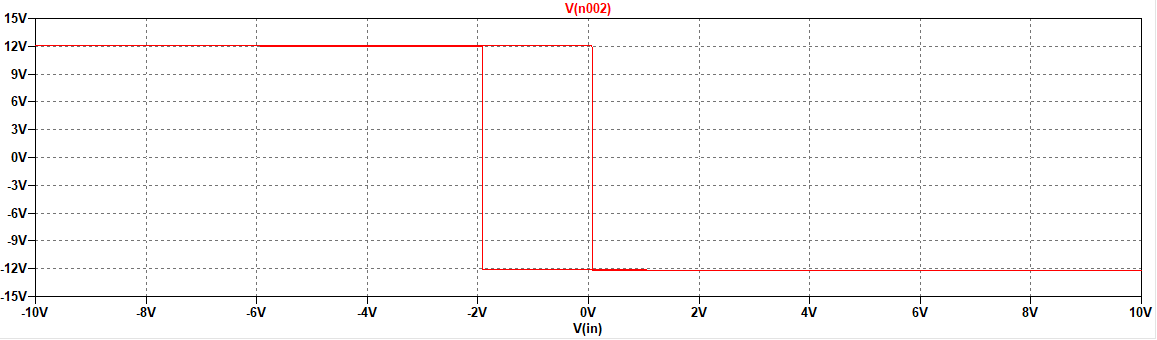 V(n002)
15V
12V
9V
6V
3V
0V
-3V
-6V
-9V
-12V
-15V
-10V -8V -6V -4V -2V 0V 2V 4V 6V 8V 10V
V(in)